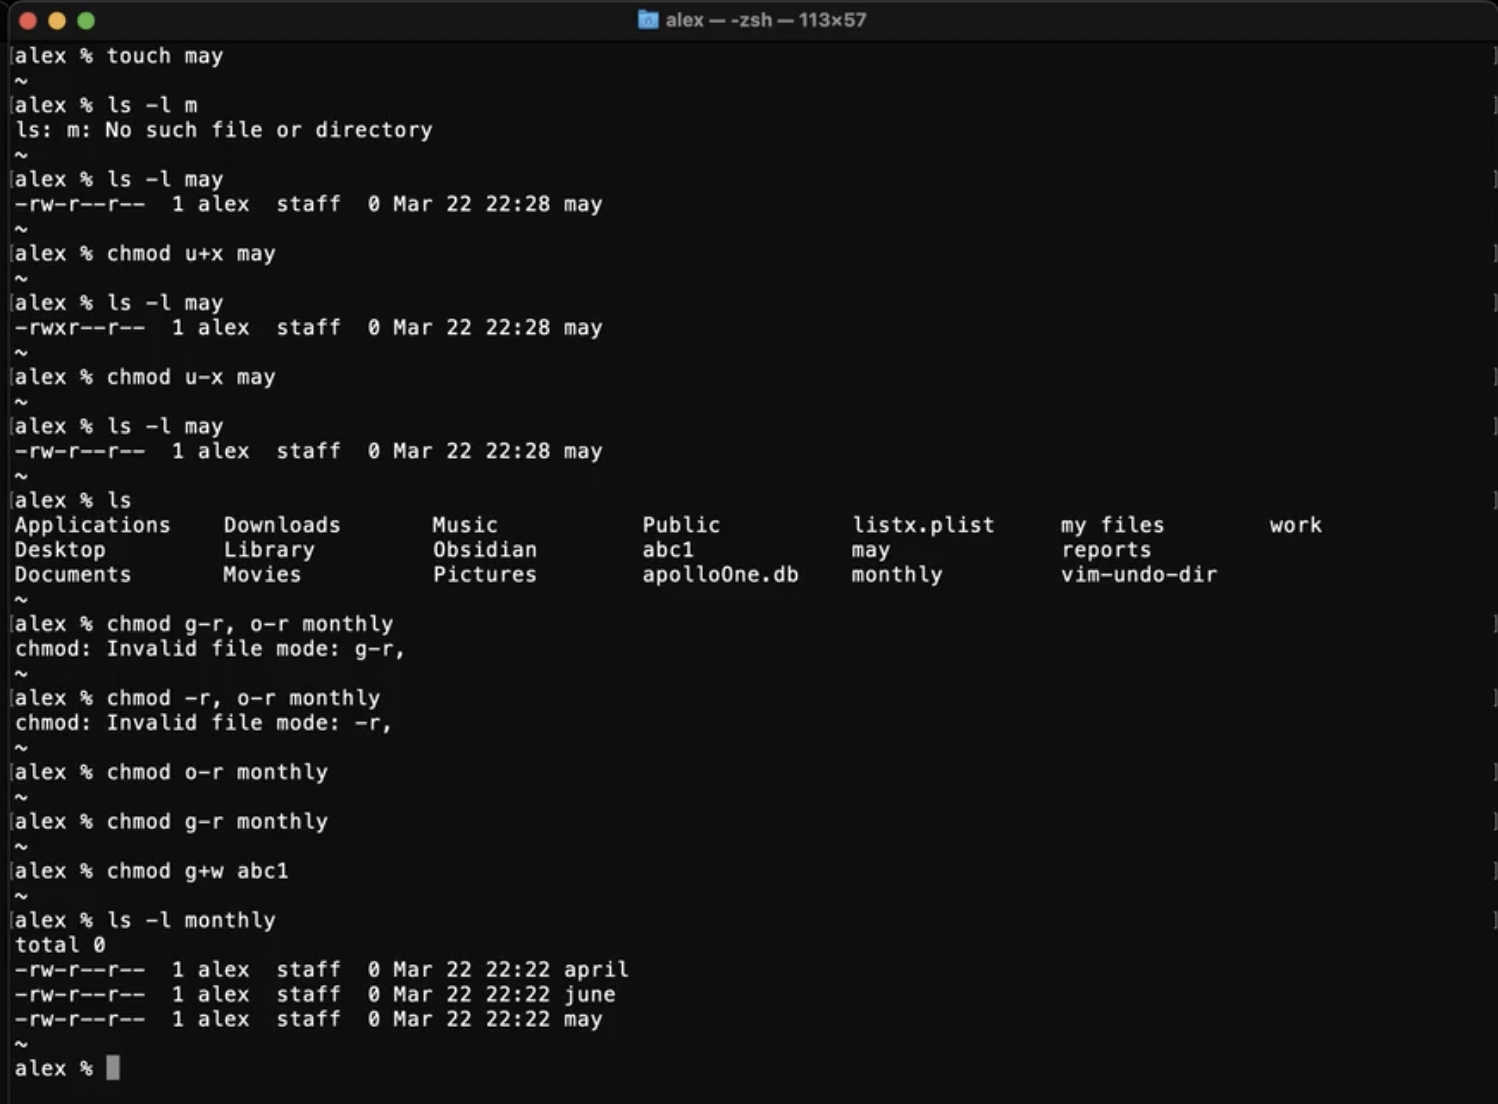 alex — -zsh — 113×57
alex % touch may
~
alex % ls -l m
ls: m: No such file or directory
~
alex % ls -l may
-rw-r--r--  1 alex  staff  0 Mar 22 22:28 may
~
alex % chmod u+x may
~
alex % ls -l may
-rwxr--r--  1 alex  staff  0 Mar 22 22:28 may
~
alex % chmod u-x may
~
alex % ls -l may
-rw-r--r--  1 alex  staff  0 Mar 22 22:28 may
~
alex % ls
Applications    Downloads       Music           Public          listx.plist     my files        work
Desktop         Library         Obsidian        abc1            may             reports
Documents       Movies          Pictures        apolloOne.db    monthly         vim-undo-dir
~
alex % chmod g-r, o-r monthly
chmod: Invalid file mode: g-r,
~
alex % chmod -r, o-r monthly
chmod: Invalid file mode: -r,
~
alex % chmod o-r monthly
~
alex % chmod g-r monthly
~
alex % chmod g+w abc1
~
alex % ls -l monthly
total 0
-rw-r--r--  1 alex  staff  0 Mar 22 22:22 april
-rw-r--r--  1 alex  staff  0 Mar 22 22:22 june
-rw-r--r--  1 alex  staff  0 Mar 22 22:22 may
~
alex %